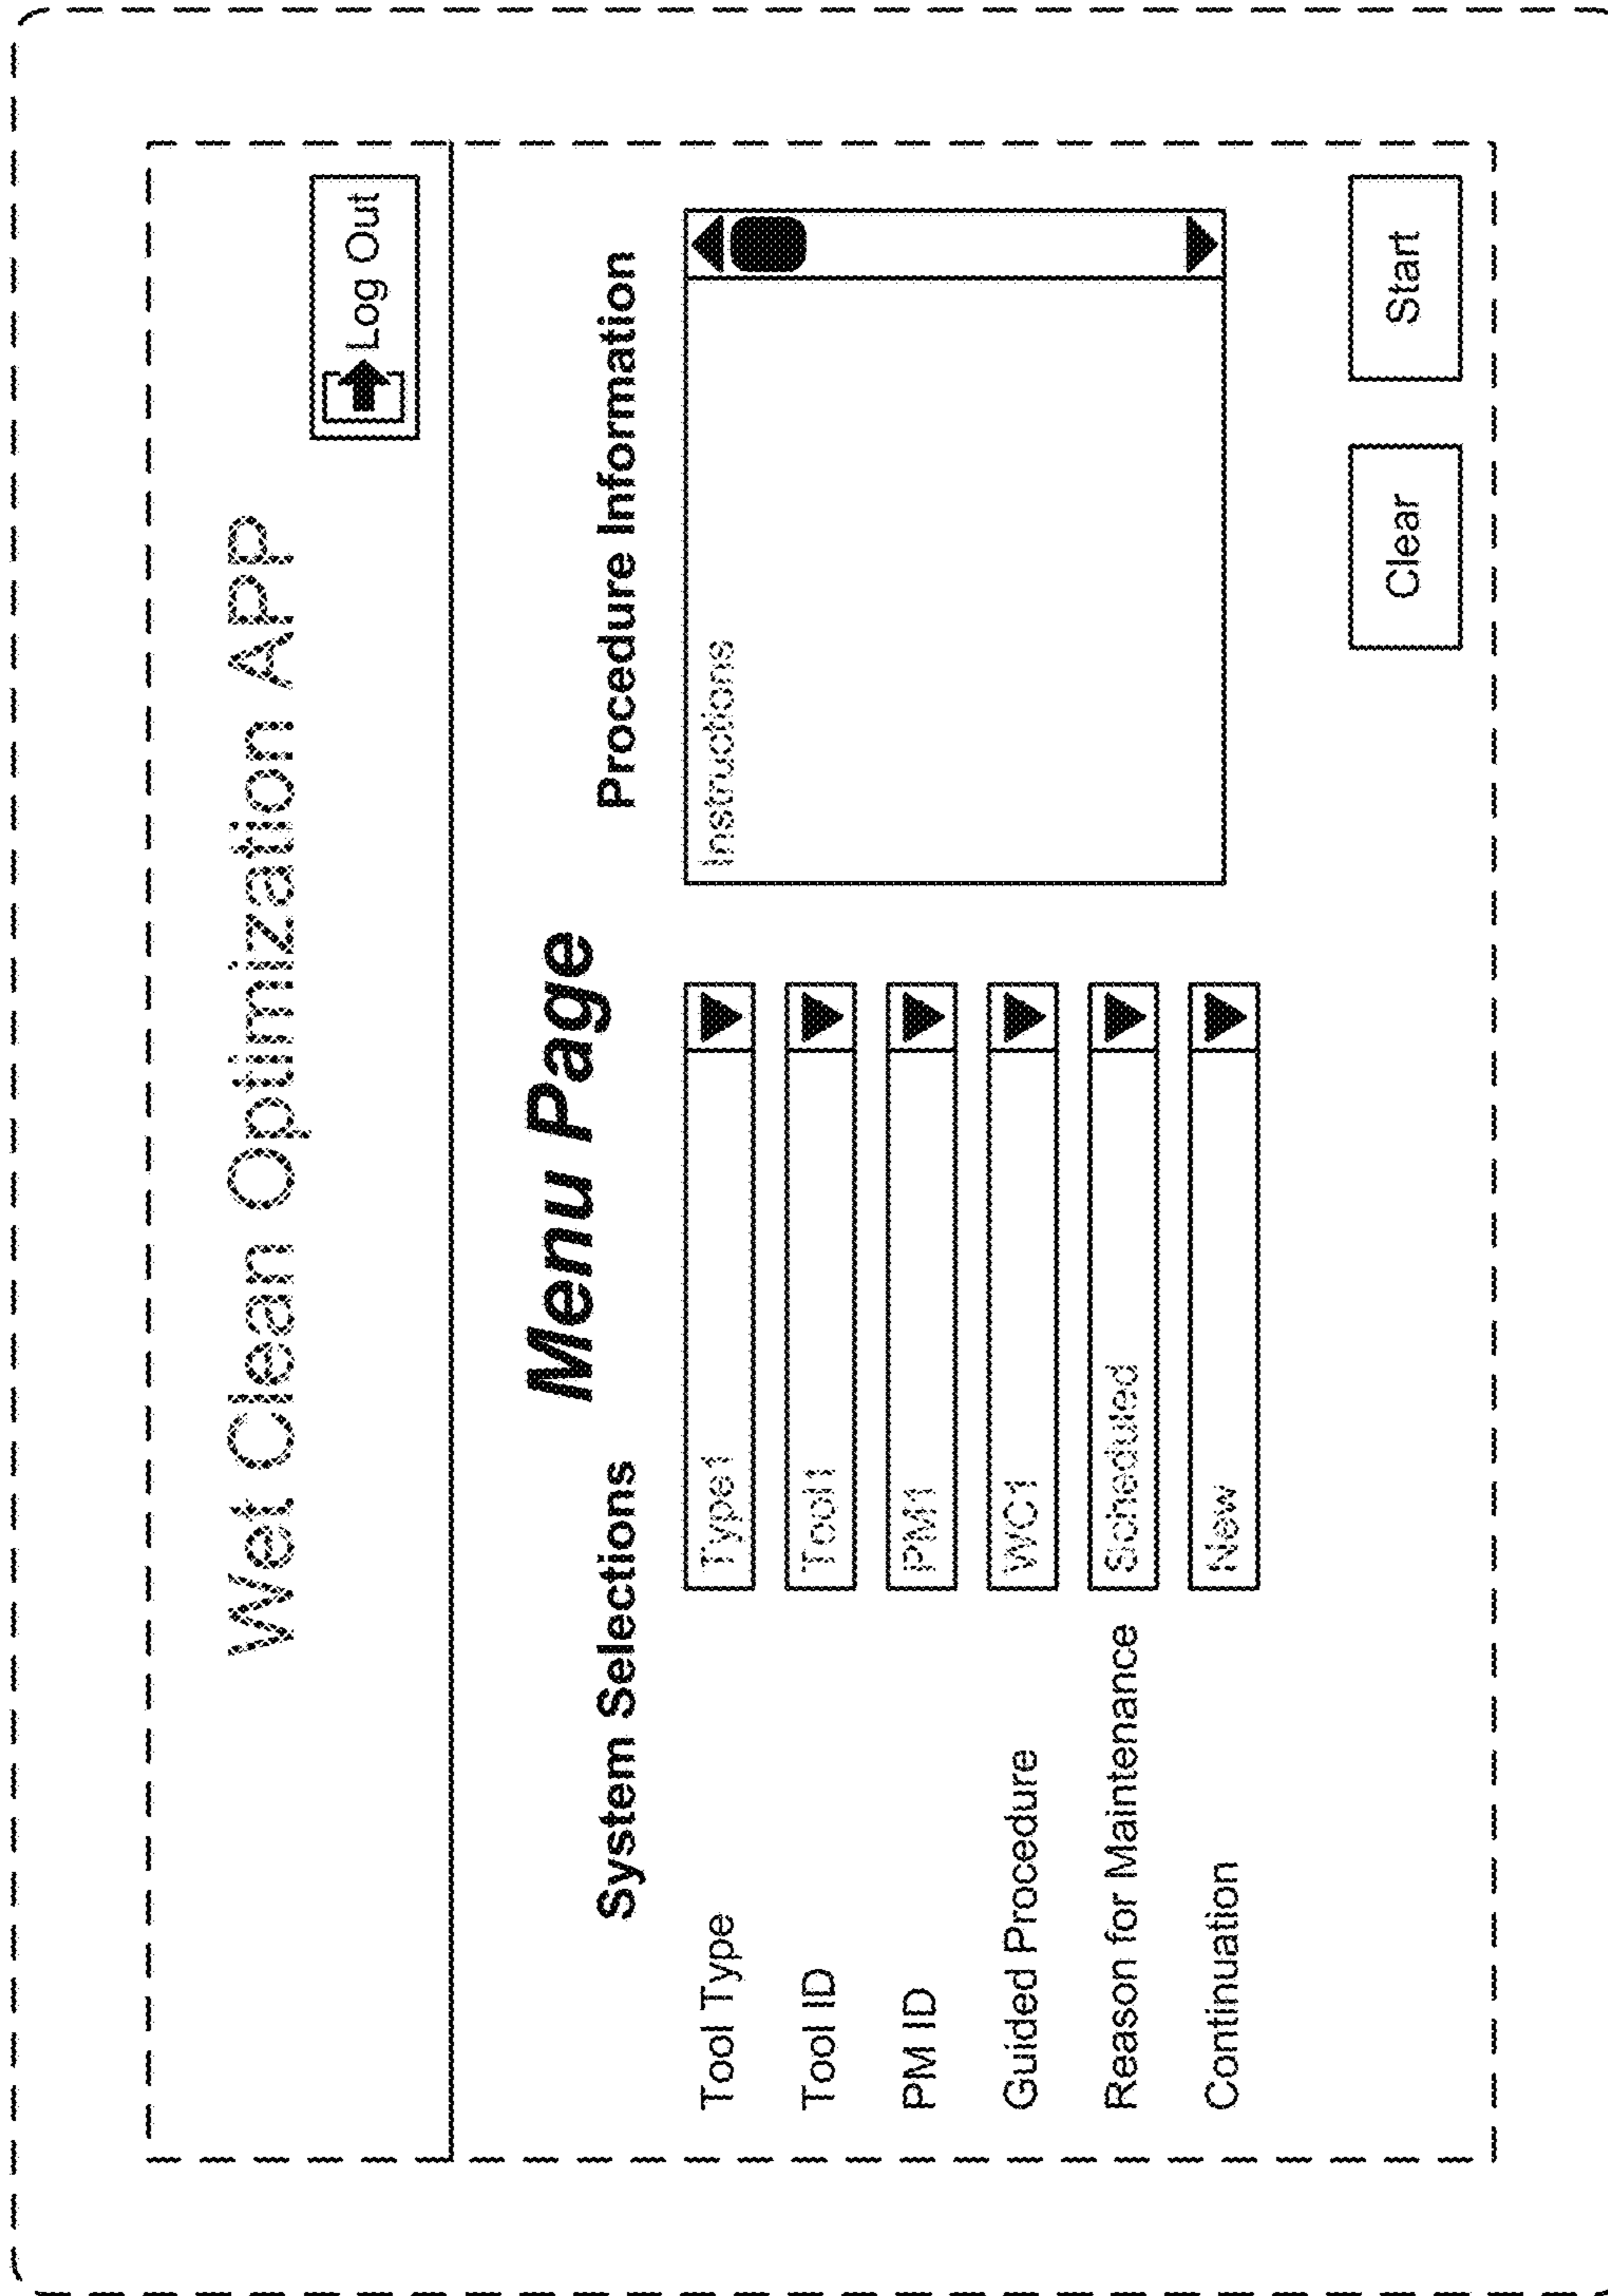 Wet Clean Optimization APP
Log Out
Menu Page
System Selections
Procedure Information
Tool Type
Type1
Tool ID
Tool1
PM ID
PM1
Guided Procedure
WC1
Reason for Maintenance
Scheduled
Continuation
New
Instructions
Clear
Start